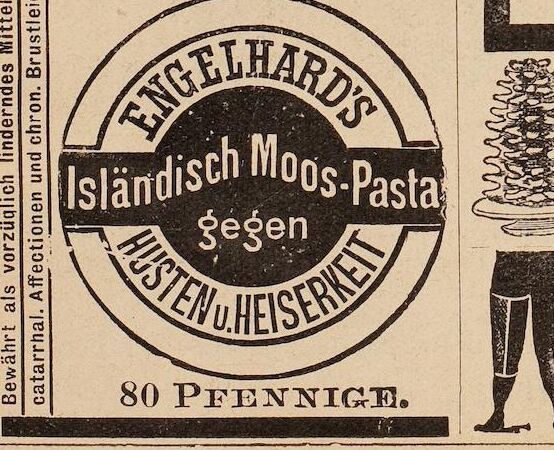 Bewährt als vorzüglich linderndes Mittel
catarrhal. Affectionen und chron. Brustlei
ENGELHARD'S
Isländisch Moos-Pasta
gegen
HUSTEN u. HEISERKEIT
80 PFENNIGE.